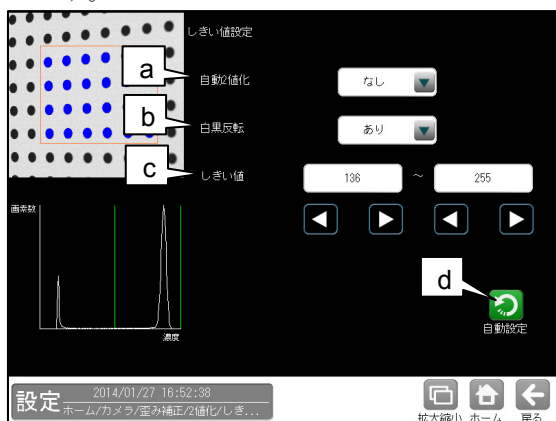 しきい値設定
a
自動2値化
なし
b
白黒反転
あり
c
しきい値
136
~
255
画素数
濃度
d
自動設定
設定
2014/01/27 16:52:38
ホーム/カメラ/歪み補正/2値化/しき...
拡大縮小
ホーム
戻る